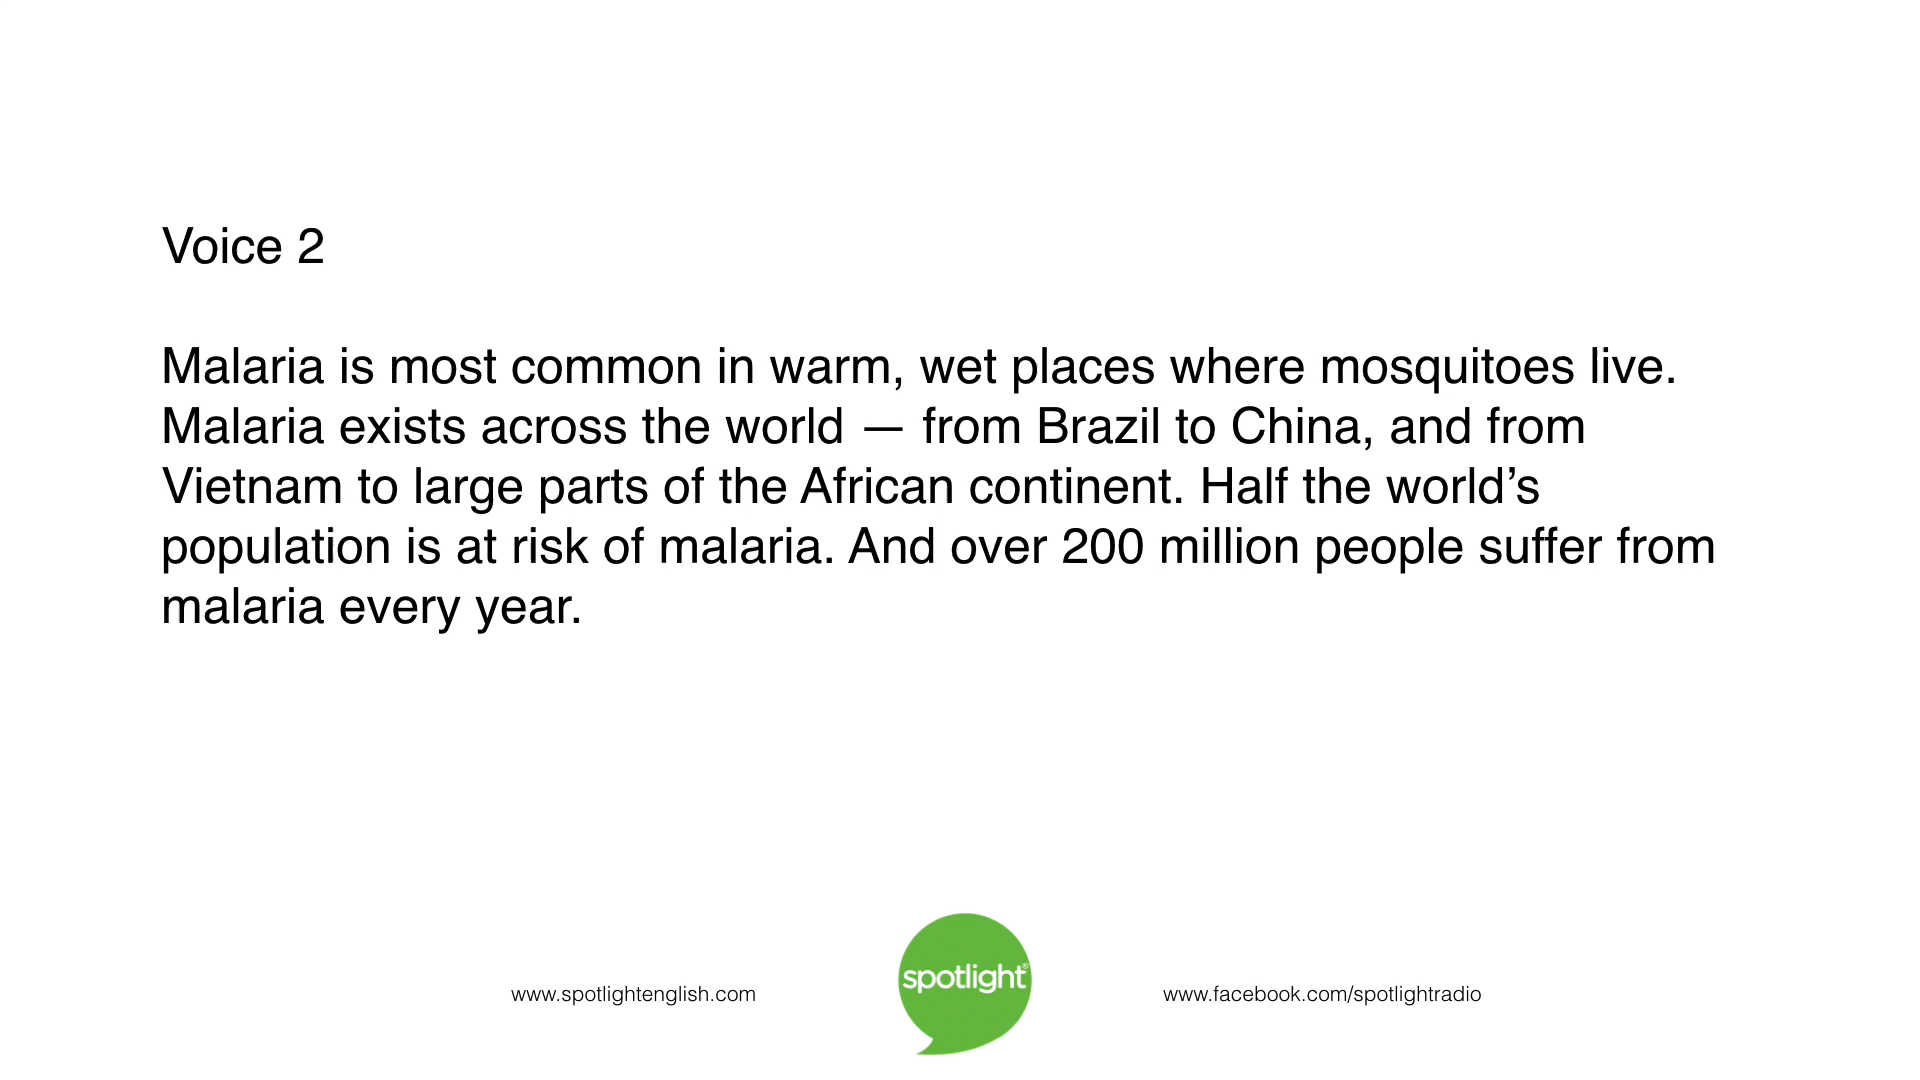 Voice 2
Malaria is most common in warm, wet places where mosquitoes live.
Malaria exists across the world — from Brazil to China, and from
Vietnam to large parts of the African continent. Half the world’s
population is at risk of malaria. And over 200 million people suffer from
malaria every year.
www.spotlightenglish.com
spotlight®
www.facebook.com/spotlightradio